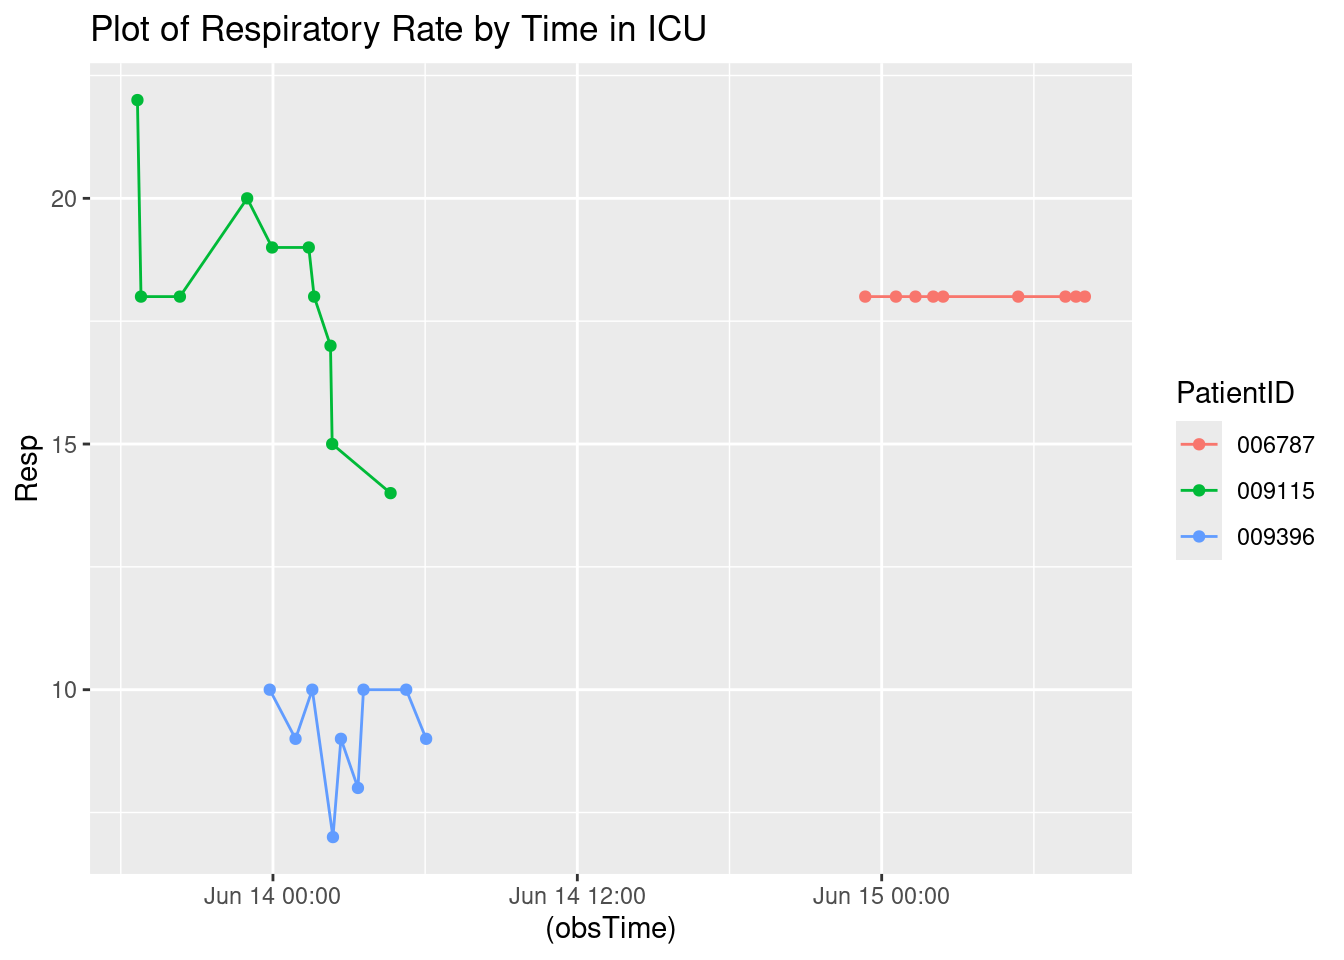 Plot of Respiratory Rate by Time in ICU
20
15
10
Resp
Jun 14 00:00
Jun 14 12:00
Jun 15 00:00
(obsTime)
PatientID
006787
009115
009396